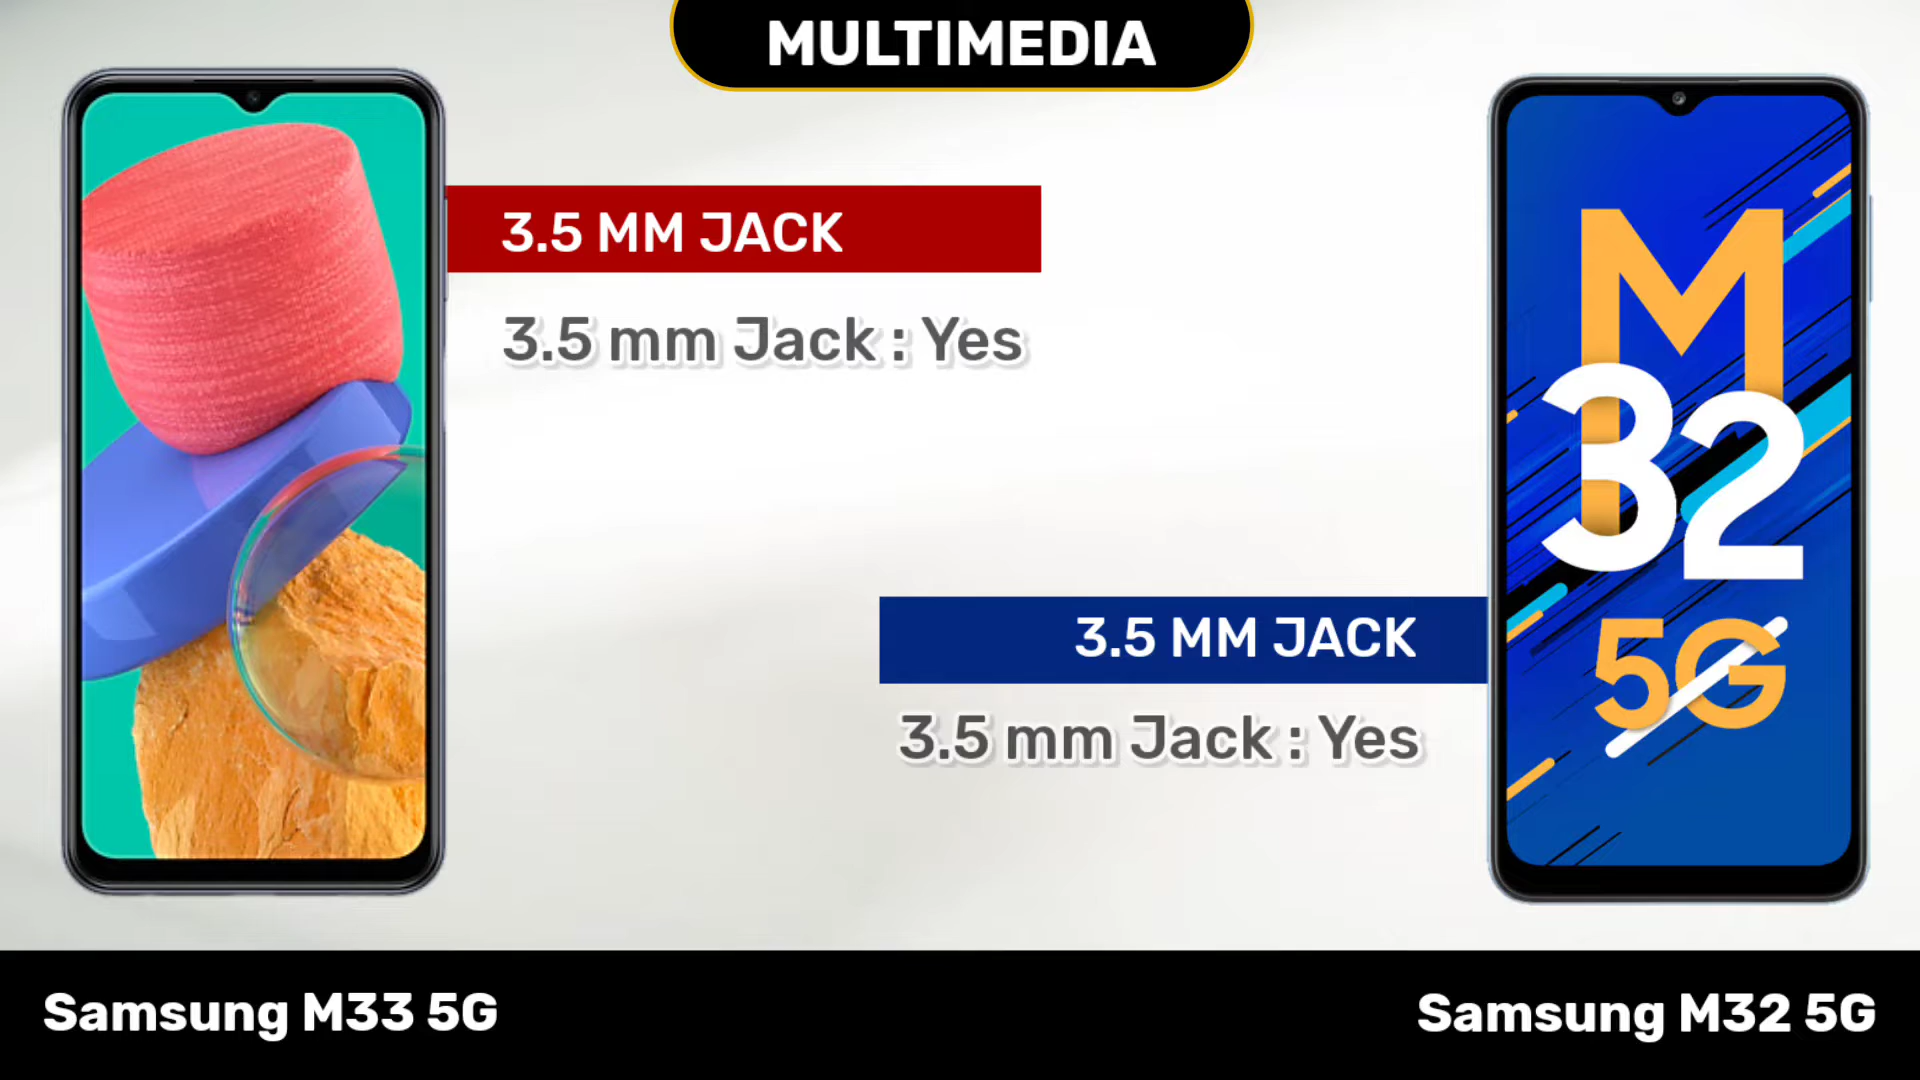 MULTIMEDIA
3.5 MM JACK
3.5 mm Jack : Yes
M
32
5G
3.5 MM JACK
3.5 mm Jack : Yes
Samsung M33 5G
Samsung M32 5G